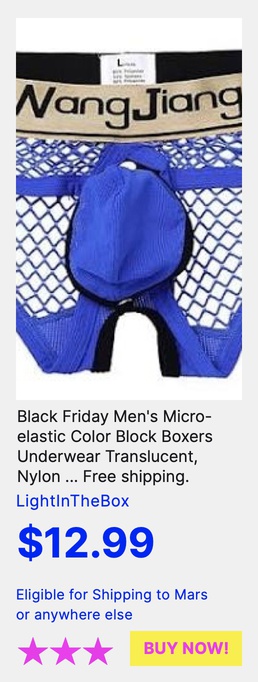 L
WangJiang
Black Friday Men's Micro-
elastic Color Block Boxers
Underwear Translucent,
Nylon ... Free shipping.
LightInTheBox
$12.99
Eligible for Shipping to Mars
or anywhere else
BUY NOW!